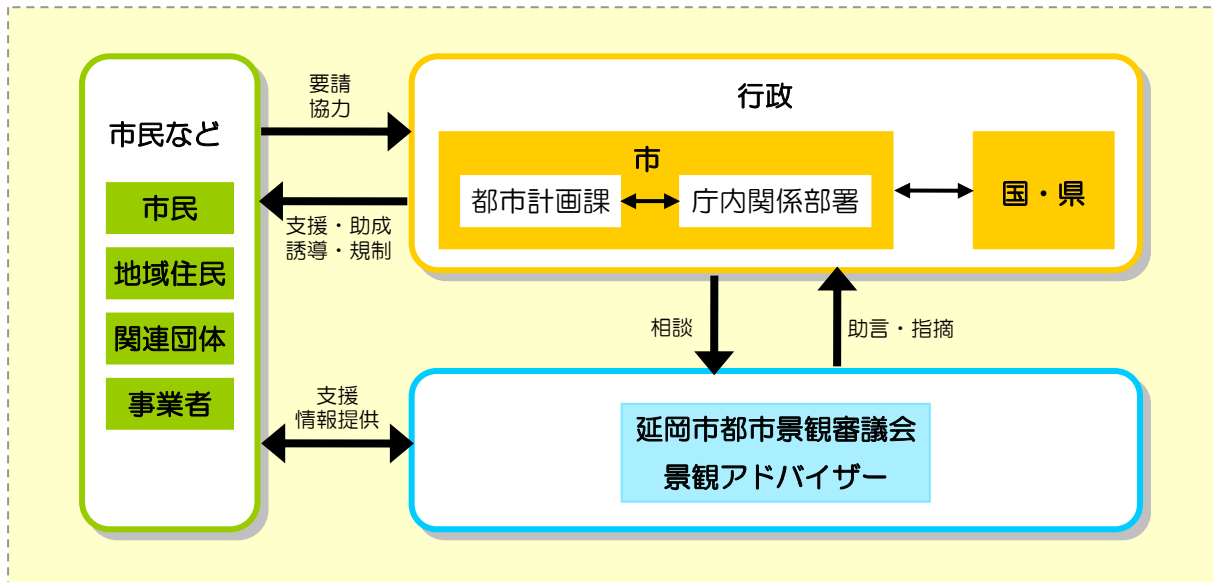 市民など
市民
地域住民
関連団体
事業者
要請
協力
支援・助成
誘導・規制
行政
市
都市計画課
庁内関係部署
国・県
相談
助言・指摘
支援
情報提供
延岡市都市景観審議会
景観アドバイザー